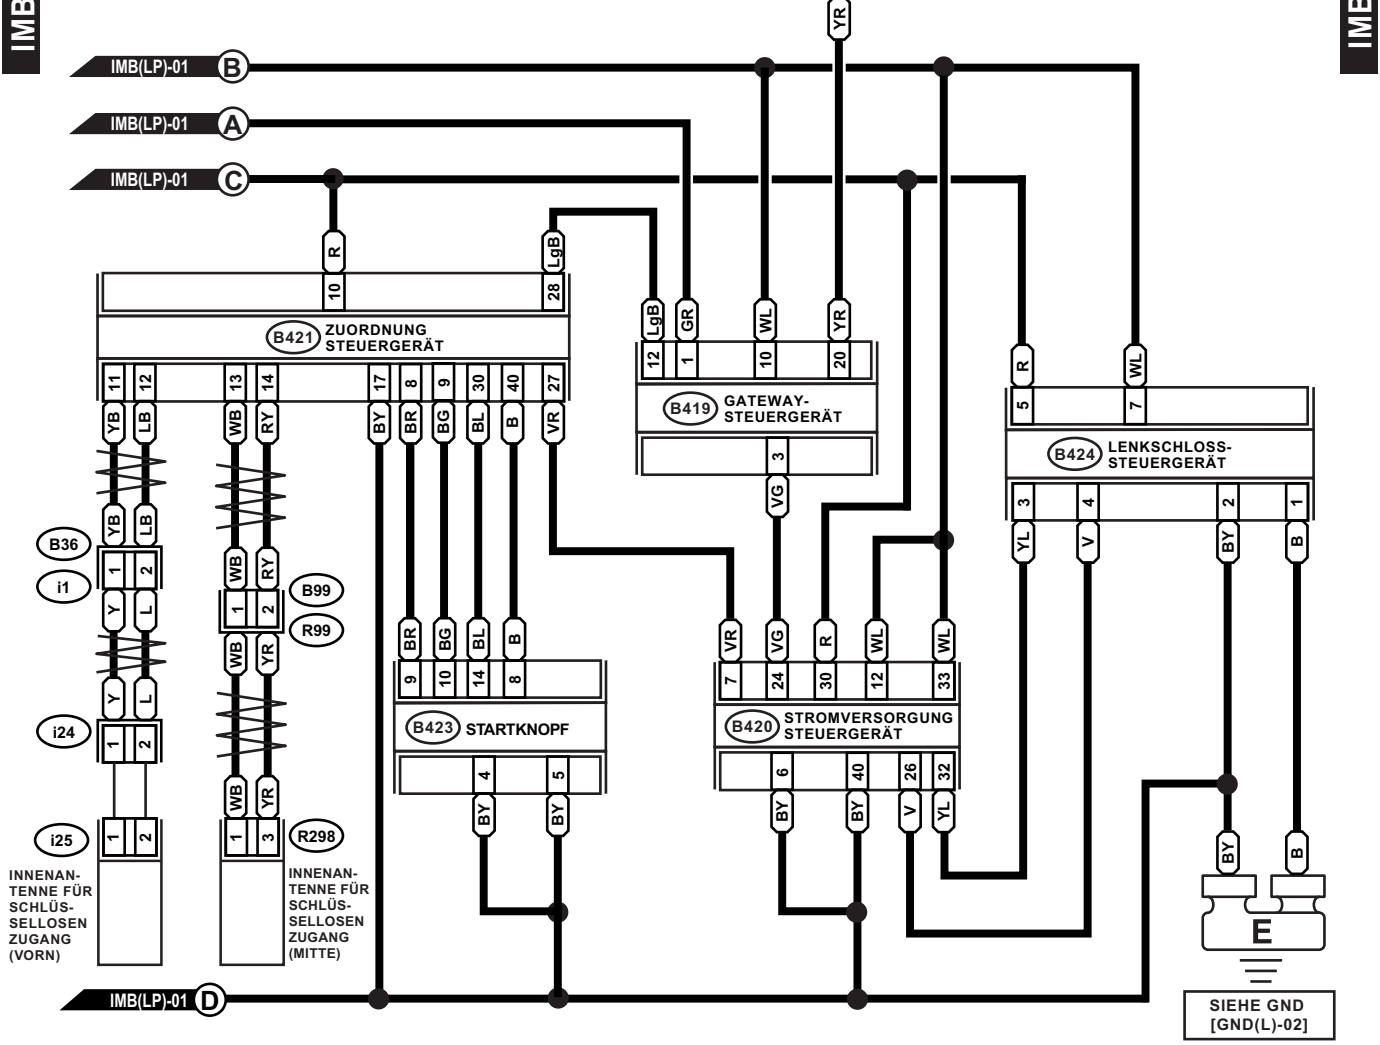 IMB
IMB
YR
IMB(LP)-01 B
IMB(LP)-01 A
IMB(LP)-01 C
R
LgB
10
28
B421 ZUORDNUNG
STEUERGERÄT
11 12 13 14 17 8 9 30 40 27
YB LB WB RY BY BR BG BL B VR
LgB GR WL YR
12 1 10 20
B419 GATEWAY-
STEUERGERÄT
3
VG
R WL
5 7
B424 LENKSCHLOSS-
STEUERGERÄT
3 4 2 1
YL V BY B
YB LB
B36
1 2
i1
Y L
Y L
i24
1 2
i25
1 2
INNENAN-
TENNE FÜR
SCHLÜS-
SELLOSEN
ZUGANG
(VORN)
WB RY
B99
1 2
R99
WB YR
WB YR
1 3
R298
INNENAN-
TENNE FÜR
SCHLÜS-
SELLOSEN
ZUGANG
(MITTE)
BR BG BL B
9 10 14 8
B423 STARTKNOPF
4 5
BY BY
VR VG R WL WL
7 24 30 12 33
B420 STROMVERSORGUNG
STEUERGERÄT
6 40 26 32
BY BY V YL
BY B
E
IMB(LP)-01 D
SIEHE GND
[GND(L)-02]